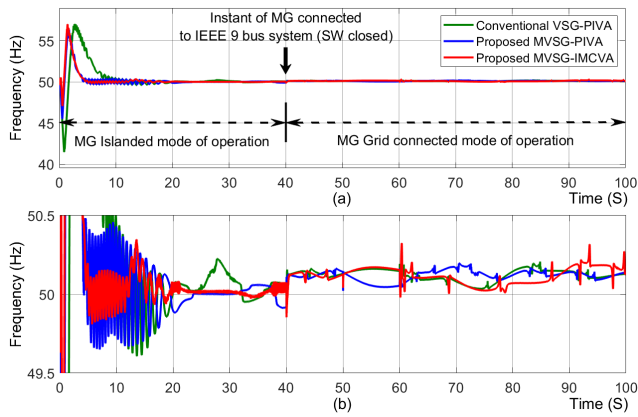 Instant of MG connected
to IEEE 9 bus system (SW closed)
Conventional VSG-PIVA
Proposed MVSG-PIVA
Proposed MVSG-IMCVA
Frequency (Hz)
55
50
45
40
MG Islanded mode of operation
MG Grid connected mode of operation
0 10 20 30 40 50 60 70 80 90 100
(a)
Time (S)
Frequency (Hz)
50.5
50
49.5
0 10 20 30 40 50 60 70 80 90 100
(b)
Time (S)